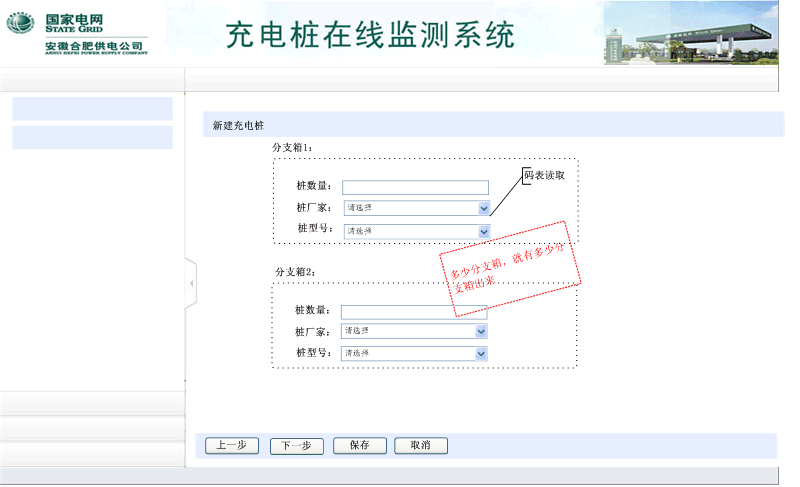 国家电网
STATE GRID
安徽合肥供电公司
ANHUI HEFEI POWER SUPPLY COMPANY
充电桩在线监测系统
新建充电桩
分支箱1:
桩数量:
桩厂家:
请选择
桩型号:
请选择
码表读取
多少分支箱，就有多少分
支箱出来
分支箱2:
桩数量:
桩厂家:
请选择
桩型号:
请选择
上一步
下一步
保存
取消